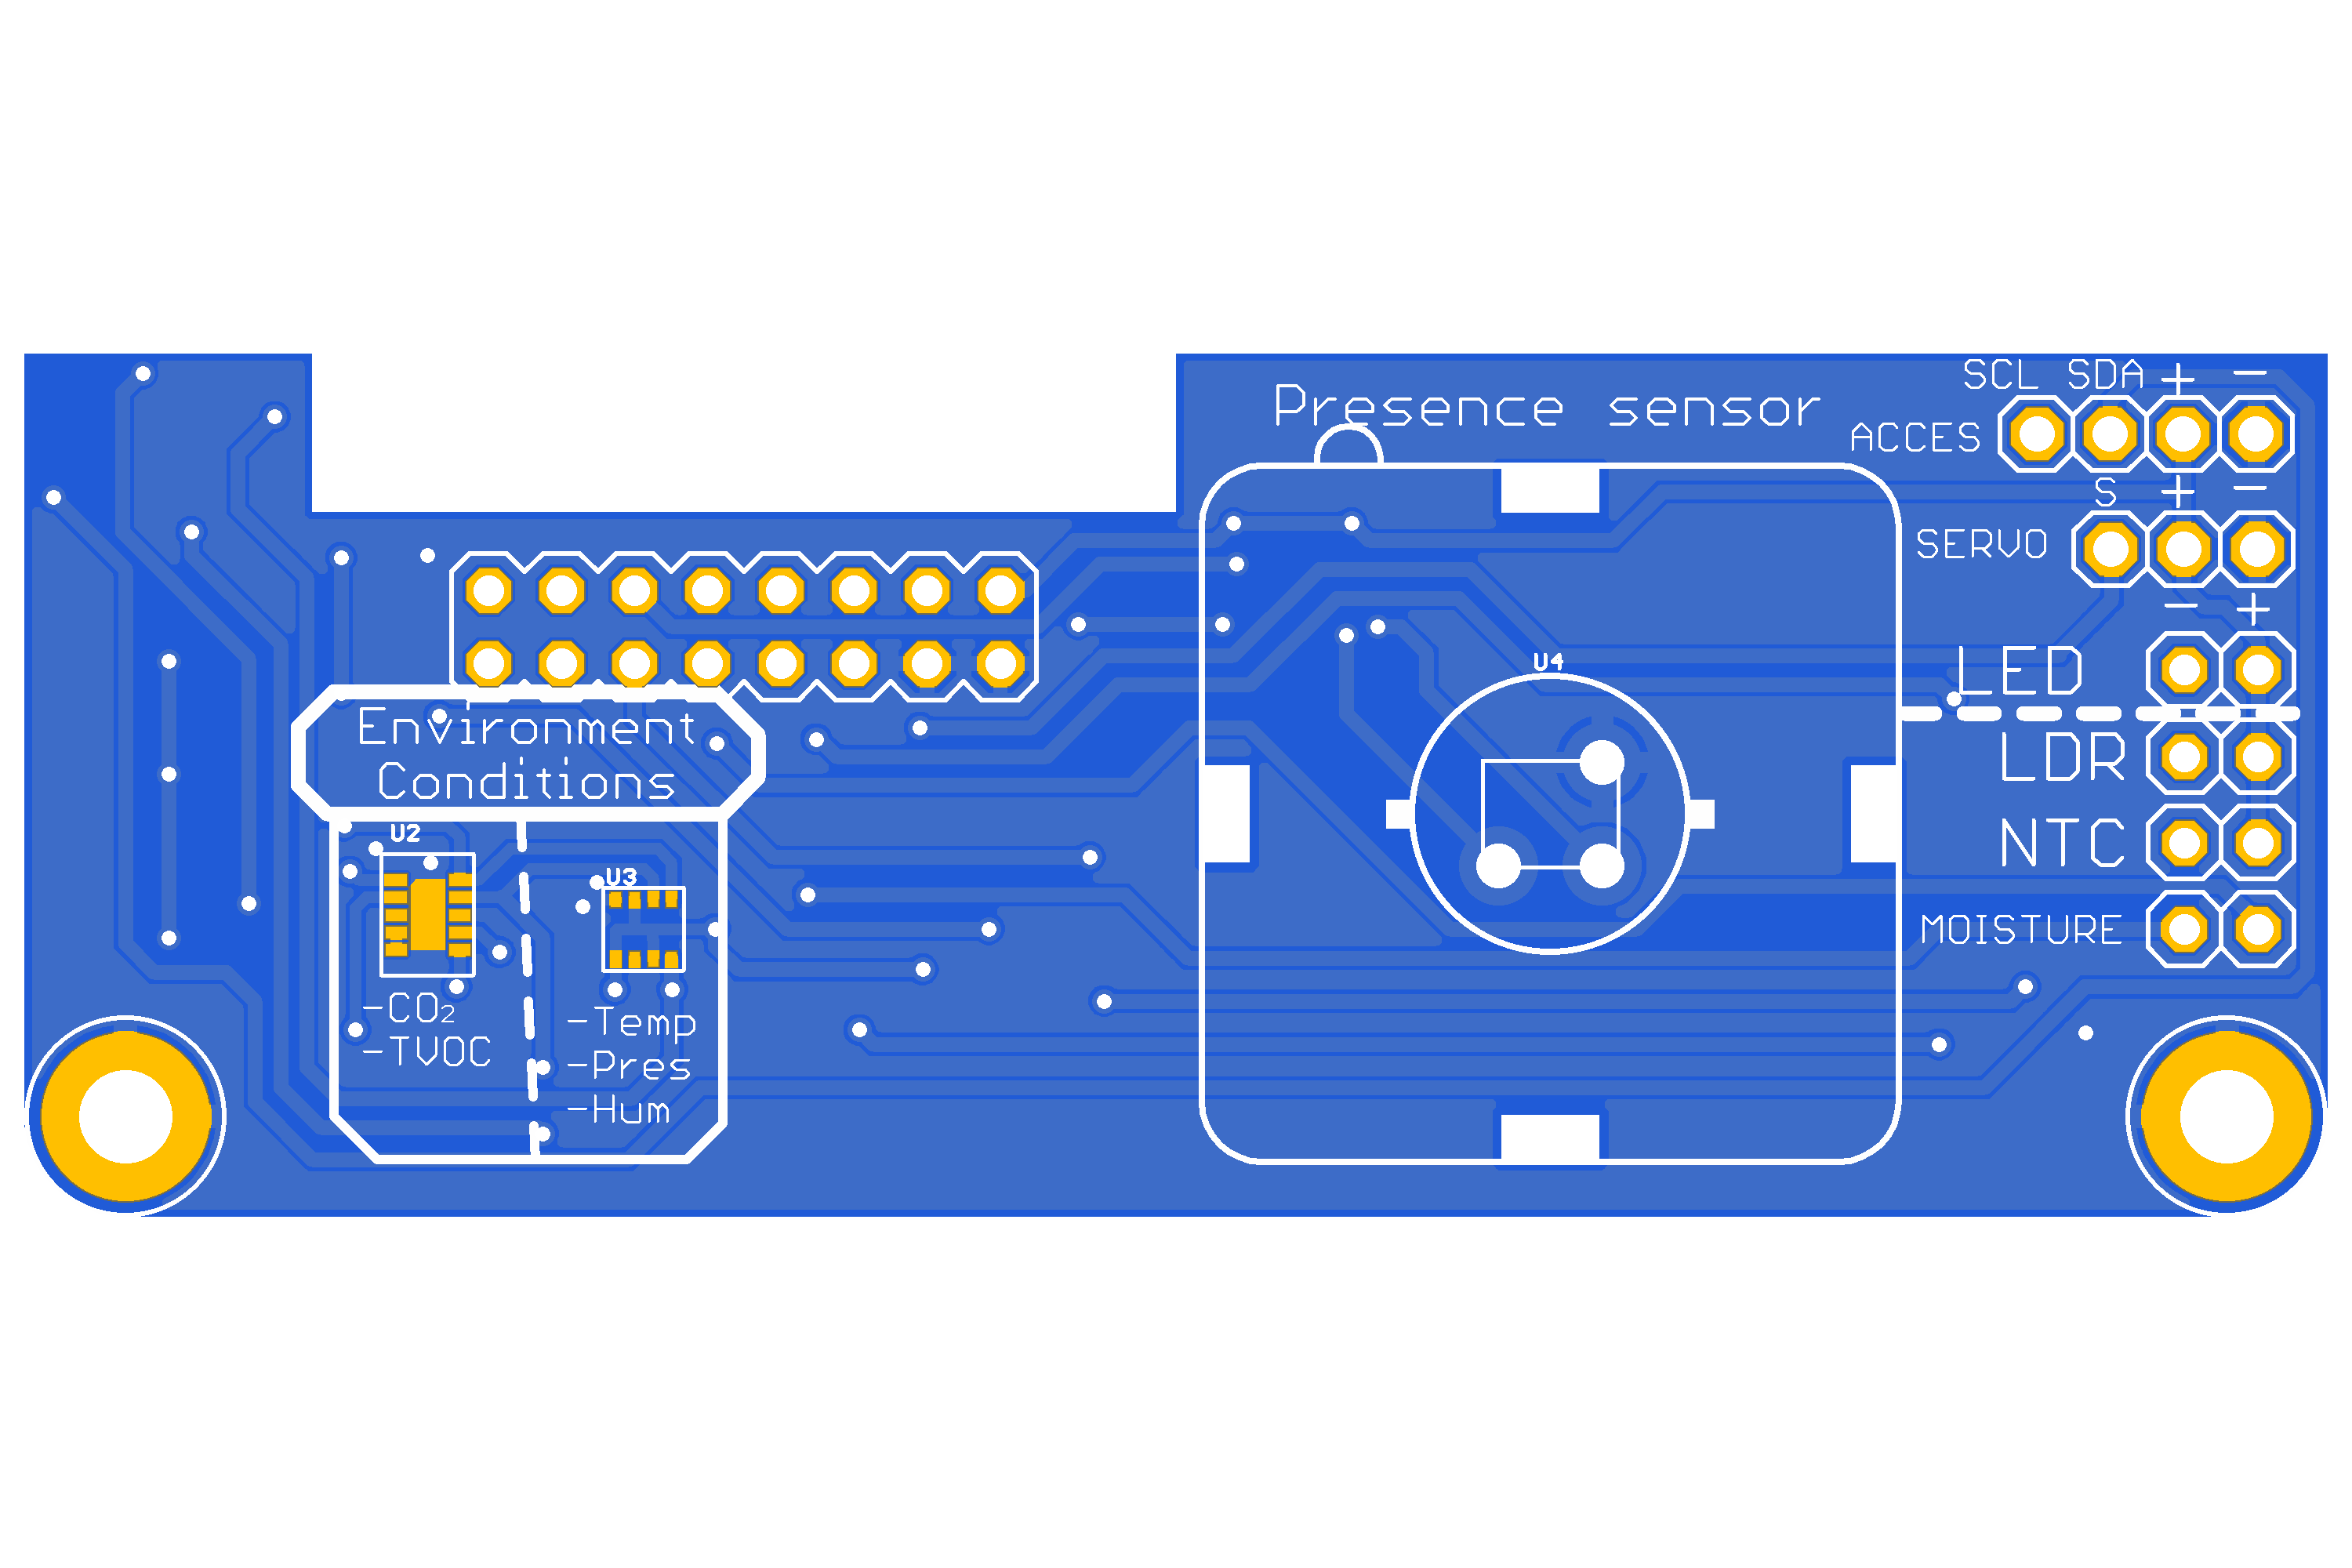 SCL SDA + -
Presence sensor
ACCES
S + -
SERVO
- +
U4
LED
Environment
Conditions
LDR
U2
U3
NTC
MOISTURE
-CO₂
-TVOC
-Temp
-Pres
-Hum